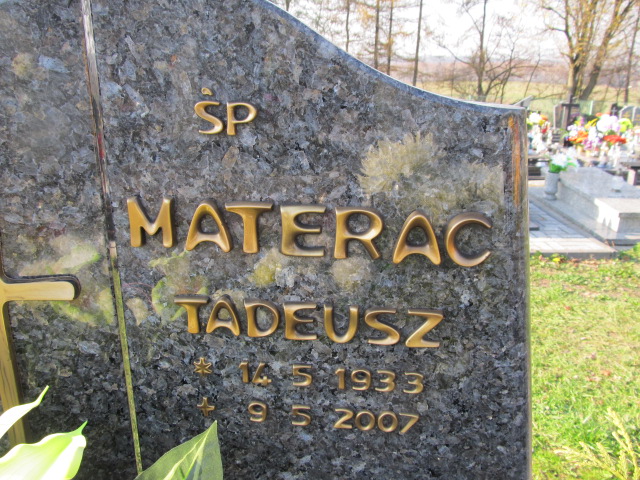 ŚP
MATERAC
TADEUSZ
* 14 5 1933
+ 9 5 2007